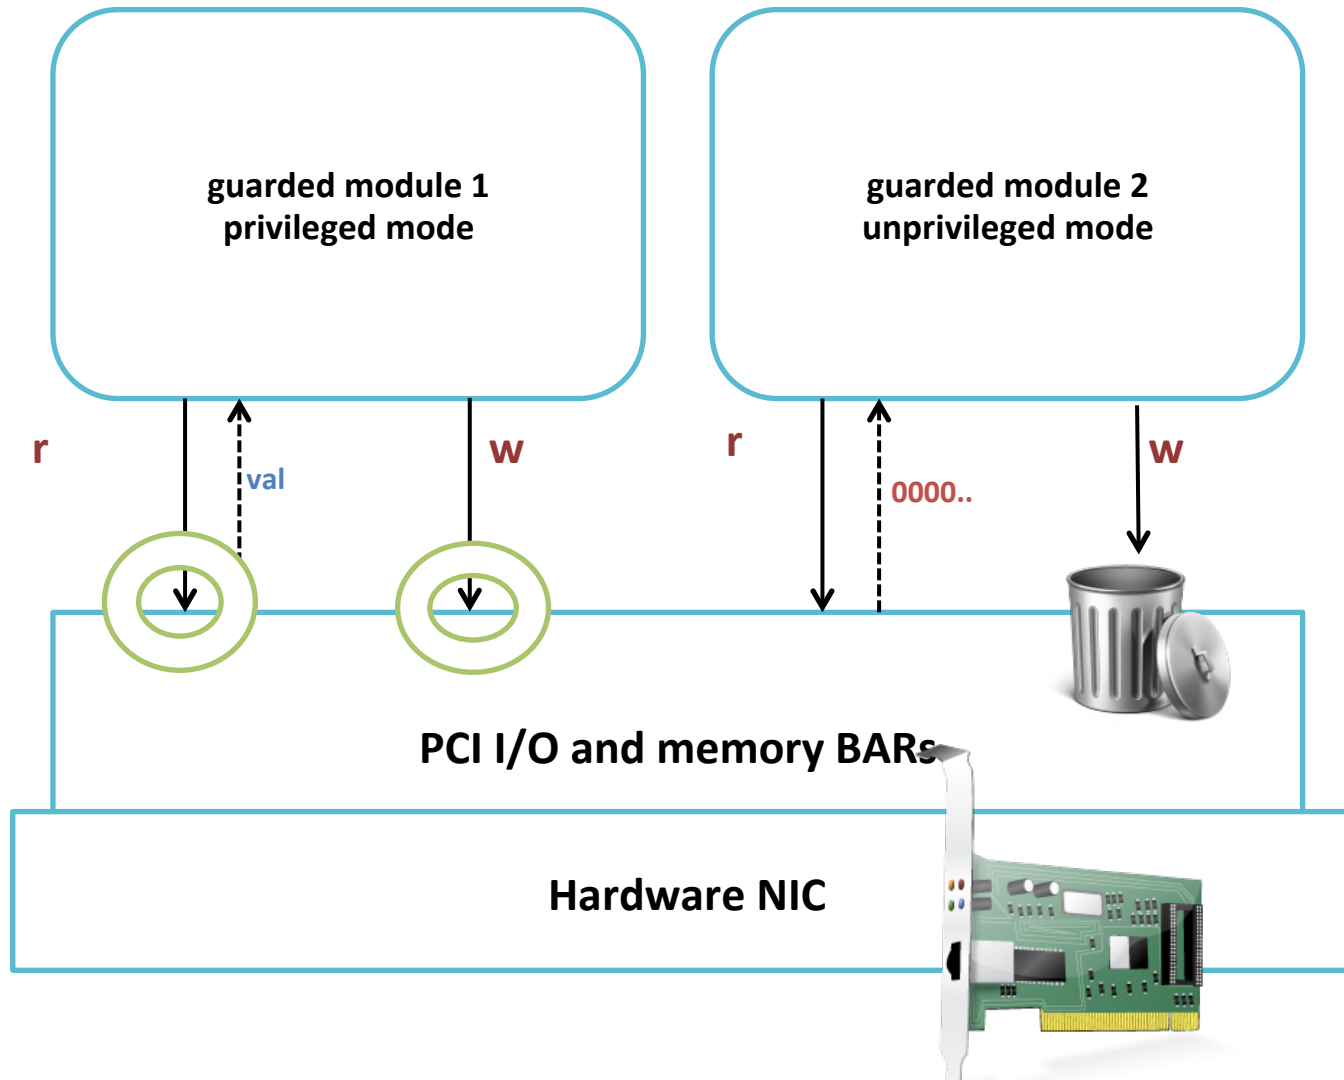 guarded module 1
privileged mode
guarded module 2
unprivileged mode
r
val
w
r
0000..
w
PCI I/O and memory BARs
Hardware NIC